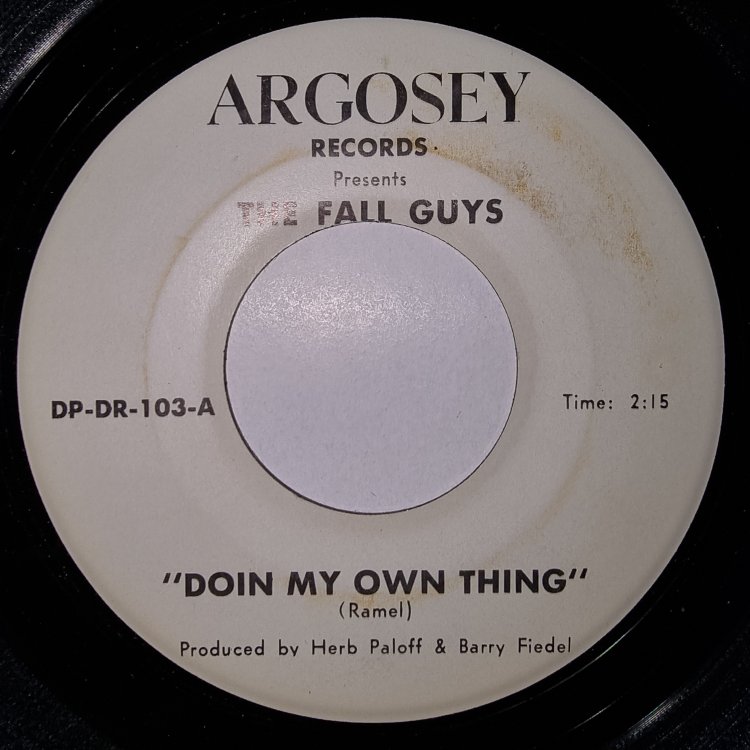 ARGOSEY
RECORDS
Presents
THE FALL GUYS
DP-DR-103-A
Time: 2:15
"DOIN MY OWN THING"
(Ramel)
Produced by Herb Paloff & Barry Fiedel